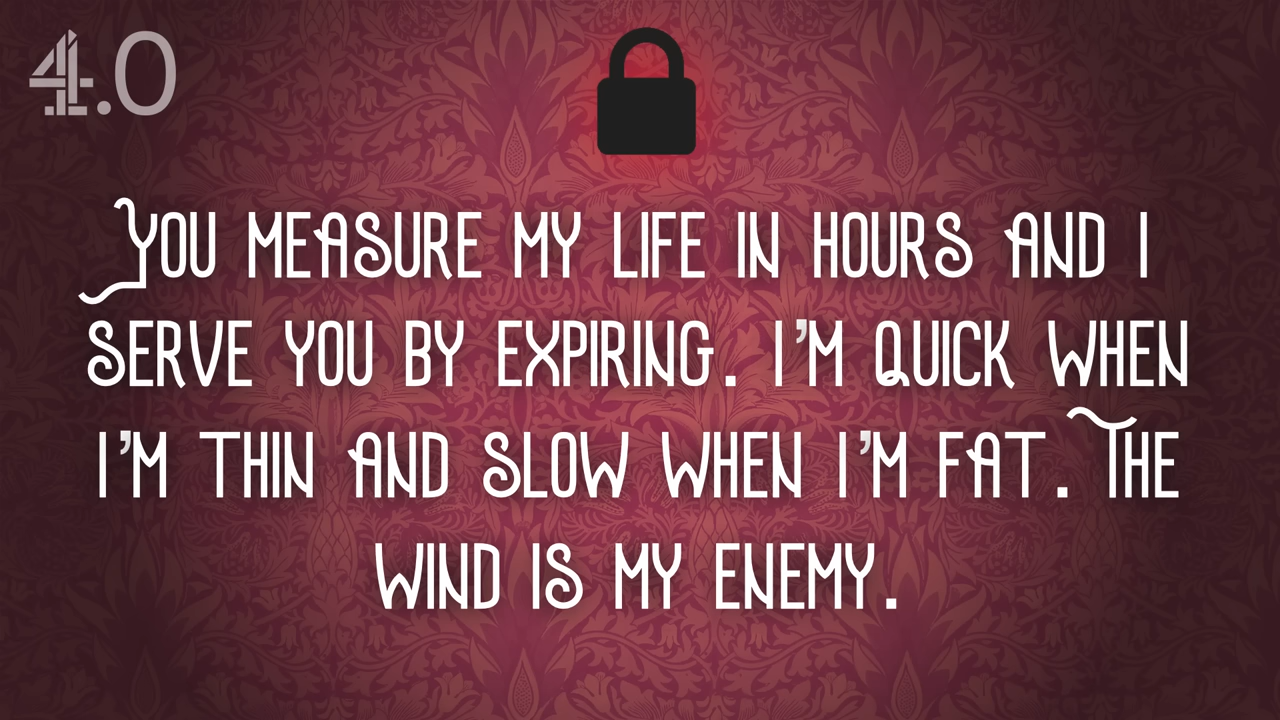 4.0
YOU MEASURE MY LIFE IN HOURS AND I
SERVE YOU BY EXPIRING. I'M QUICK WHEN
I'M THIN AND SLOW WHEN I'M FAT. THE
WIND IS MY ENEMY.